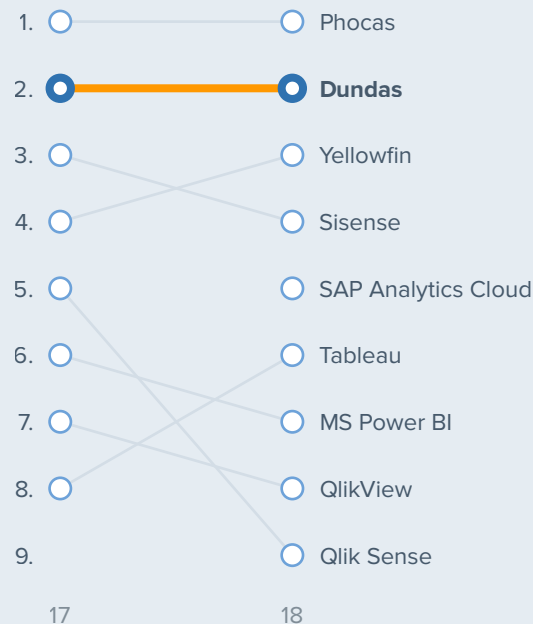 1. Phocas
2. Dundas
3. Yellowfin
4. Sisense
5. SAP Analytics Cloud
6. Tableau
7. MS Power BI
8. QlikView
9. Qlik Sense
17 18